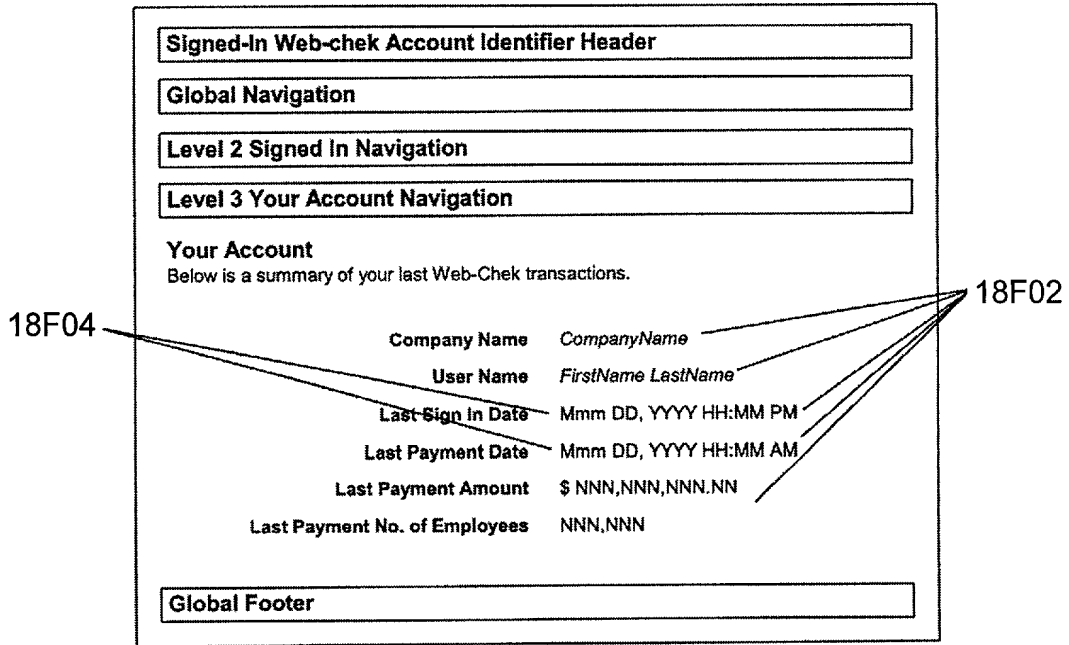 Signed-In Web-chek Account Identifier Header
Global Navigation
Level 2 Signed In Navigation
Level 3 Your Account Navigation
Your Account
Below is a summary of your last Web-Chek transactions.
18F02
18F04
Company Name CompanyName
User Name FirstName LastName
Last Sign In Date Mmm DD, YYYY HH:MM PM
Last Payment Date Mmm DD, YYYY HH:MM AM
Last Payment Amount $ NNN,NNN,NNN.NN
Last Payment No. of Employees NNN,NNN
Global Footer